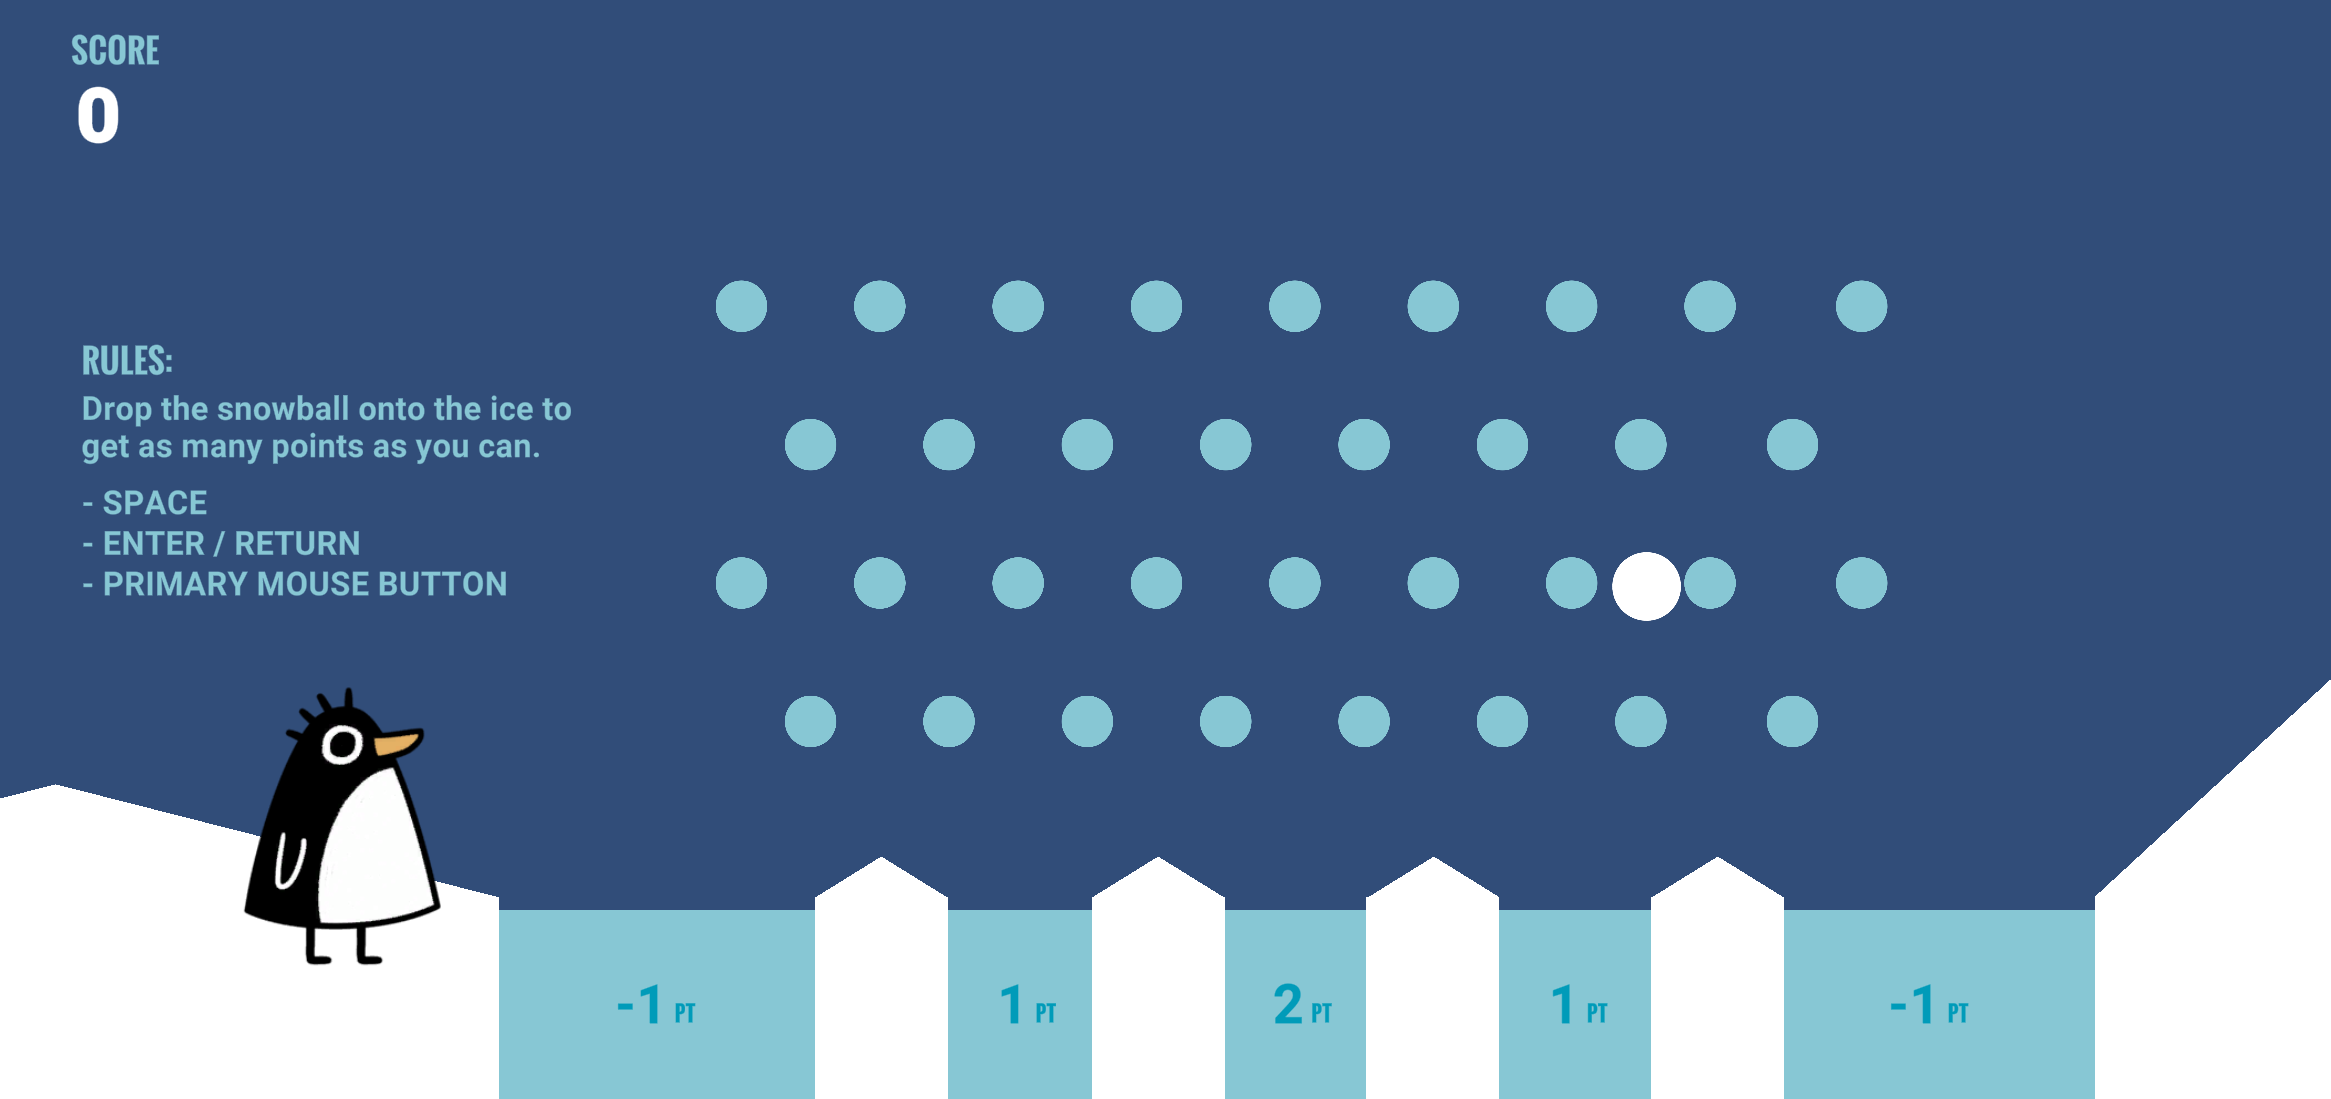 SCORE
0
RULES:
Drop the snowball onto the ice to
get as many points as you can.
- SPACE
- ENTER / RETURN
- PRIMARY MOUSE BUTTON
-1 PT
1 PT
2 PT
1 PT
-1 PT